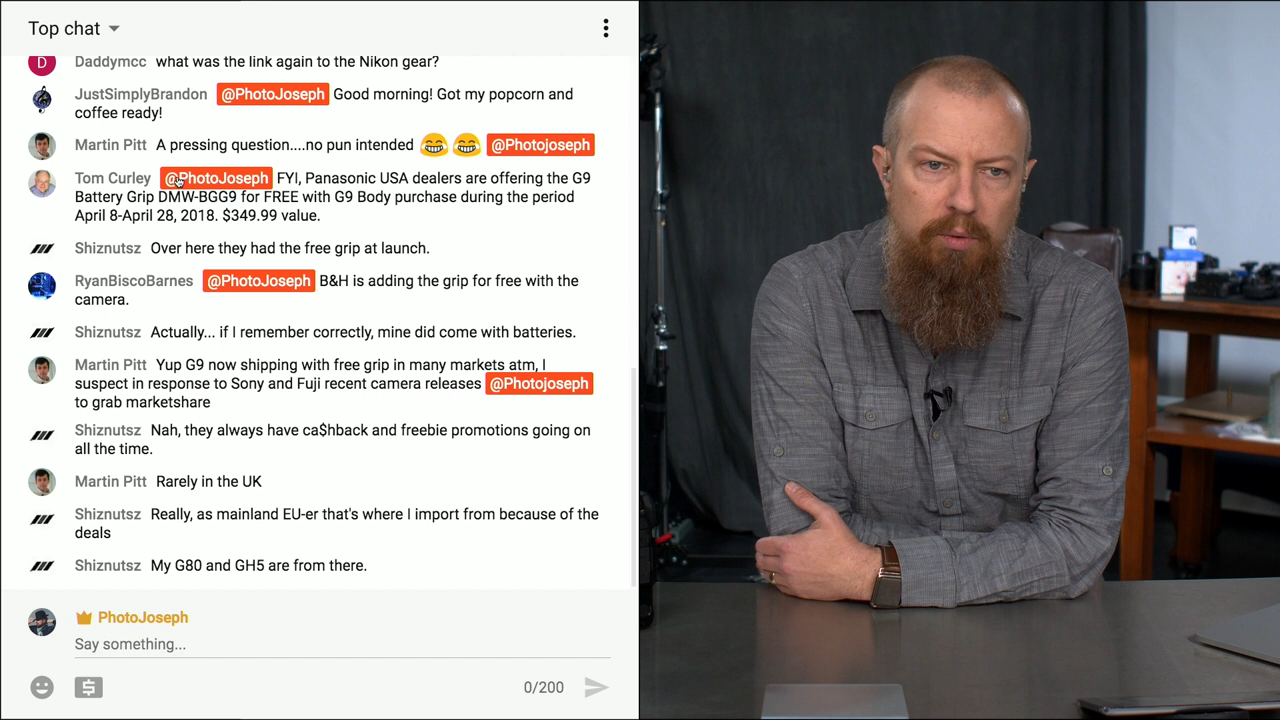 Top chat
D
Daddymcc what was the link again to the Nikon gear?
JustSimplyBrandon @PhotoJoseph Good morning! Got my popcorn and
coffee ready!
Martin Pitt A pressing question....no pun intended 😂 😂 @Photojoseph
Tom Curley @PhotoJoseph FYI, Panasonic USA dealers are offering the G9
Battery Grip DMW-BGG9 for FREE with G9 Body purchase during the period
April 8-April 28, 2018. $349.99 value.
Shiznutsz Over here they had the free grip at launch.
RyanBiscoBarnes @PhotoJoseph B&H is adding the grip for free with the
camera.
Shiznutsz Actually... if I remember correctly, mine did come with batteries.
Martin Pitt Yup G9 now shipping with free grip in many markets atm, I
suspect in response to Sony and Fuji recent camera releases @Photojoseph
to grab marketshare
Shiznutsz Nah, they always have ca$hback and freebie promotions going on
all the time.
Martin Pitt Rarely in the UK
Shiznutsz Really, as mainland EU-er that's where I import from because of the
deals
Shiznutsz My G80 and GH5 are from there.
PhotoJoseph
Say something...
$
0/200